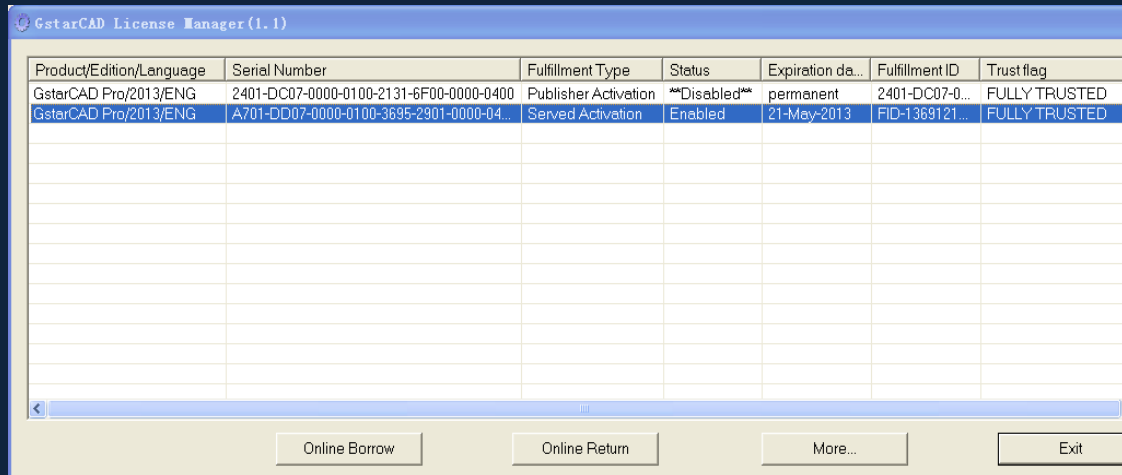 GstarCAD License Manager(1.1)
Product/Edition/Language Serial Number Fulfillment Type Status Expiration da... Fulfillment ID Trust flag
GstarCAD Pro/2013/ENG 2401-DC07-0000-0100-2131-6F00-0000-0400 Publisher Activation **Disabled** permanent 2401-DC07-0... FULLY TRUSTED
GstarCAD Pro/2013/ENG A701-DD07-0000-0100-3695-2901-0000-04... Served Activation Enabled 21-May-2013 FID-1369121... FULLY TRUSTED
Online Borrow Online Return More... Exit